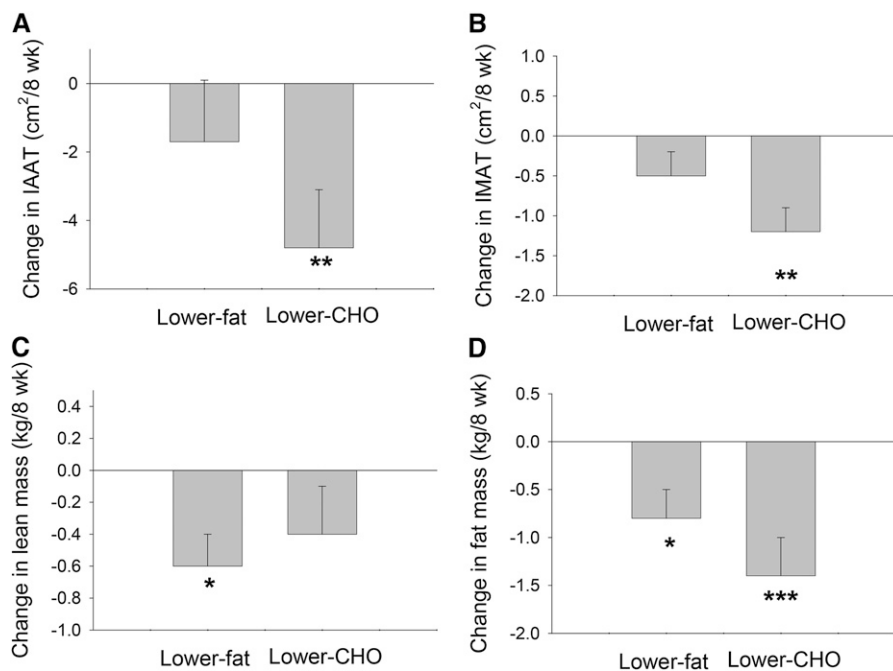 A
Change in IAAT (cm²/8 wk)
0
-2
-4
-6
**
Lower-fat Lower-CHO
B
Change in IMAT (cm²/8 wk)
1.0
0.5
0.0
-0.5
-1.0
-1.5
-2.0
**
Lower-fat Lower-CHO
C
Change in lean mass (kg/8 wk)
0.4
0.2
0.0
-0.2
-0.4
-0.6
-0.8
-1.0
*
Lower-fat Lower-CHO
D
Change in fat mass (kg/8 wk)
0.5
0.0
-0.5
-1.0
-1.5
-2.0
*
***
Lower-fat Lower-CHO